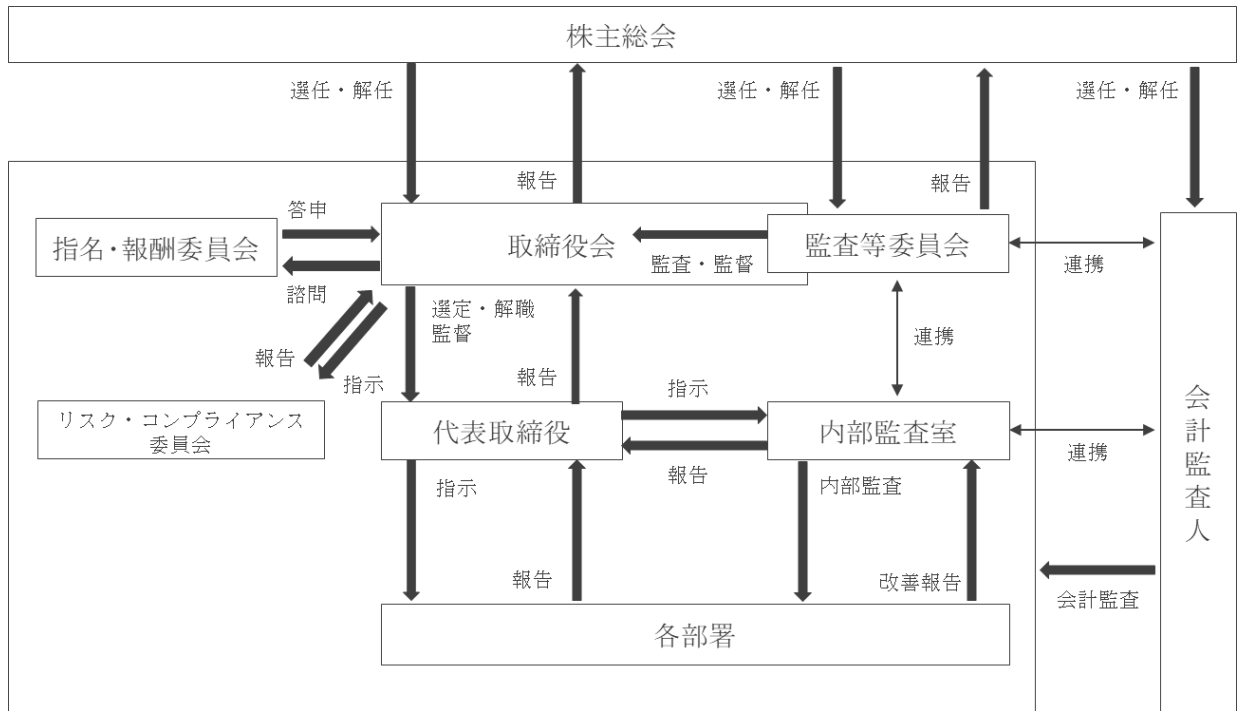 株主総会
選任・解任
選任・解任
選任・解任
報告
報告
答申
指名・報酬委員会
取締役会
監査等委員会
監査・監督
連携
諮問
選定・解職
監督
報告
連携
指示
報告
指示
リスク・コンプライアンス
委員会
代表取締役
内部監査室
連携
報告
指示
内部監査
会計監査人
報告
改善報告
会計監査
各部署